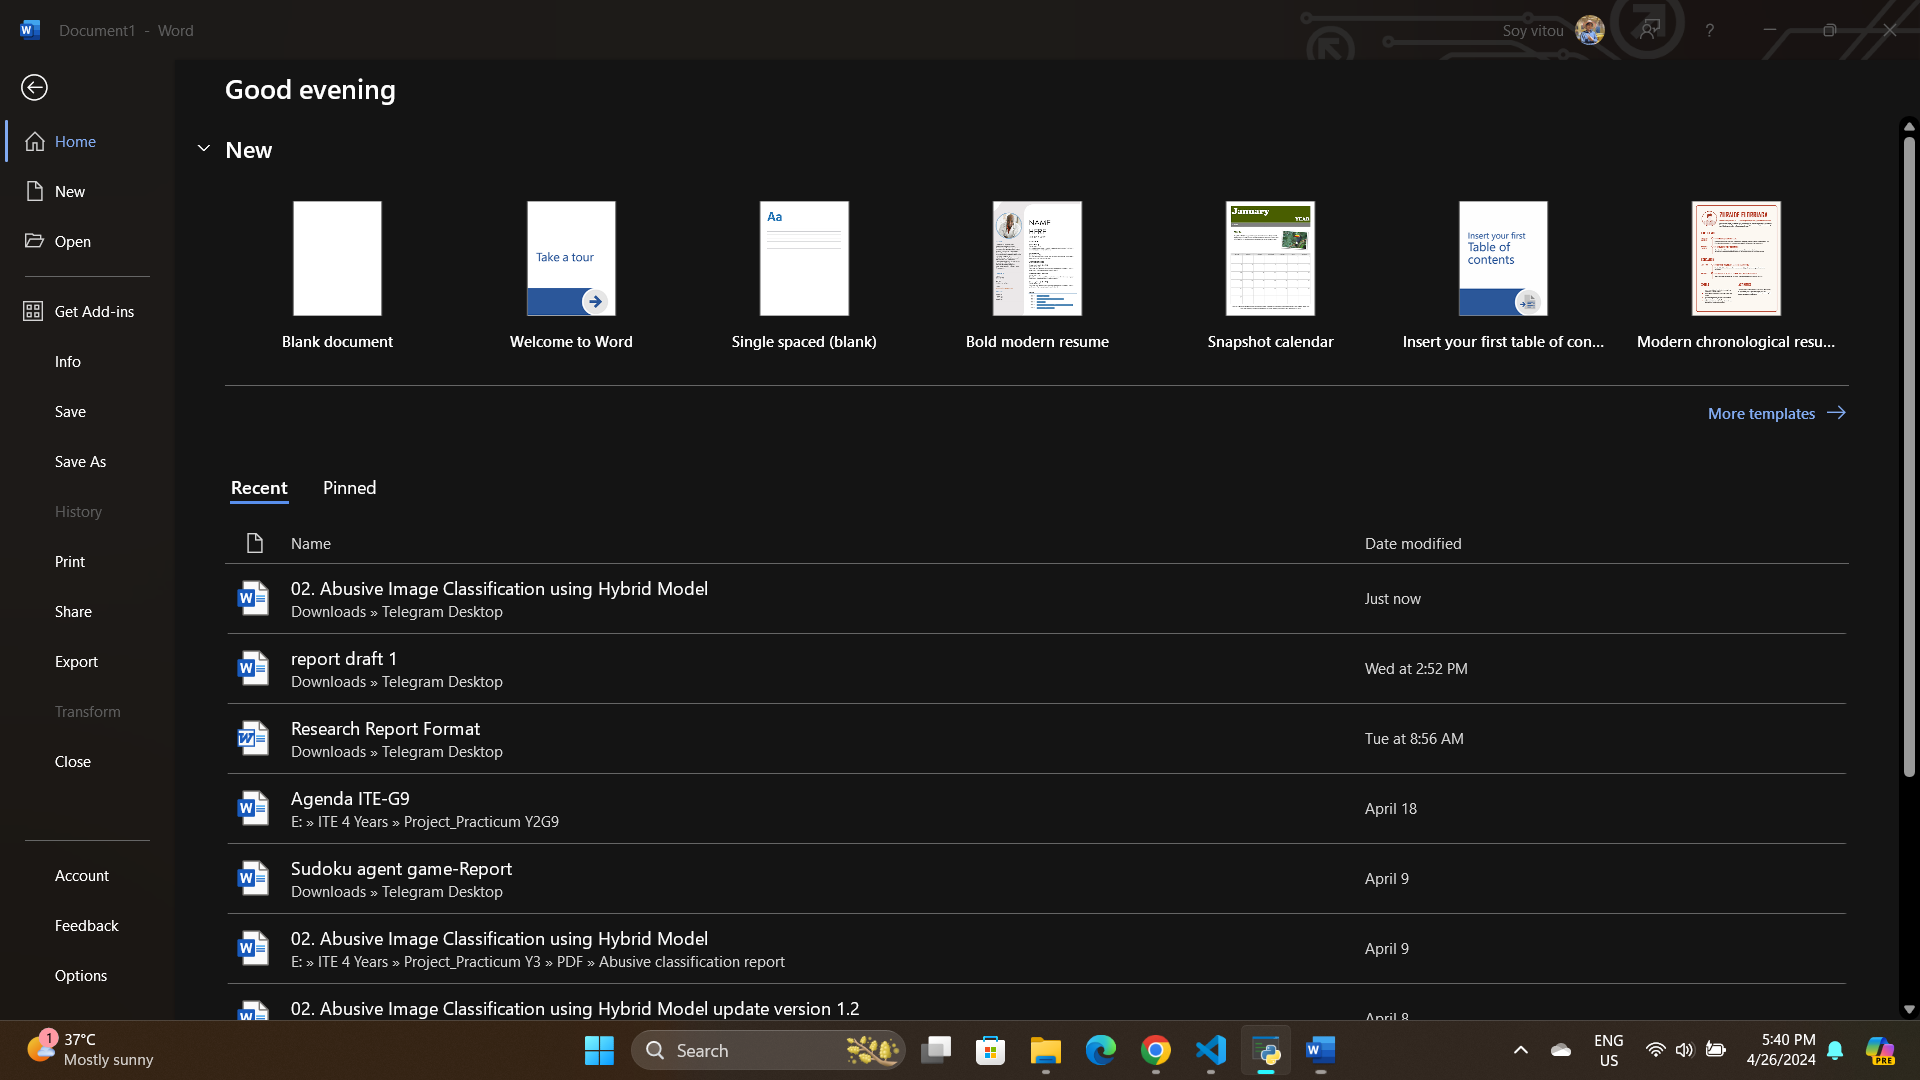 Document1 - Word
Soy vitou
Good evening
Home
New
Open
Get Add-ins
Info
Save
Save As
History
Print
Share
Export
Transform
Close
Account
Feedback
Options
New
Take a tour
Aa
NAME
HERE
January
YEAR
Insert your first
Table of
contents
Blank document
Welcome to Word
Single spaced (blank)
Bold modern resume
Snapshot calendar
Insert your first table of con...
Modern chronological resu...
More templates
Recent
Pinned
Name
Date modified
02. Abusive Image Classification using Hybrid Model
Downloads » Telegram Desktop
Just now
report draft 1
Downloads » Telegram Desktop
Wed at 2:52 PM
Research Report Format
Downloads » Telegram Desktop
Tue at 8:56 AM
Agenda ITE-G9
E: » ITE 4 Years » Project_Practicum Y2G9
April 18
Sudoku agent game-Report
Downloads » Telegram Desktop
April 9
02. Abusive Image Classification using Hybrid Model
E: » ITE 4 Years » Project_Practicum Y3 » PDF » Abusive classification report
April 9
02. Abusive Image Classification using Hybrid Model update version 1.2
April 8
1
37°C
Mostly sunny
Search
ENG
US
5:40 PM
4/26/2024
PRE